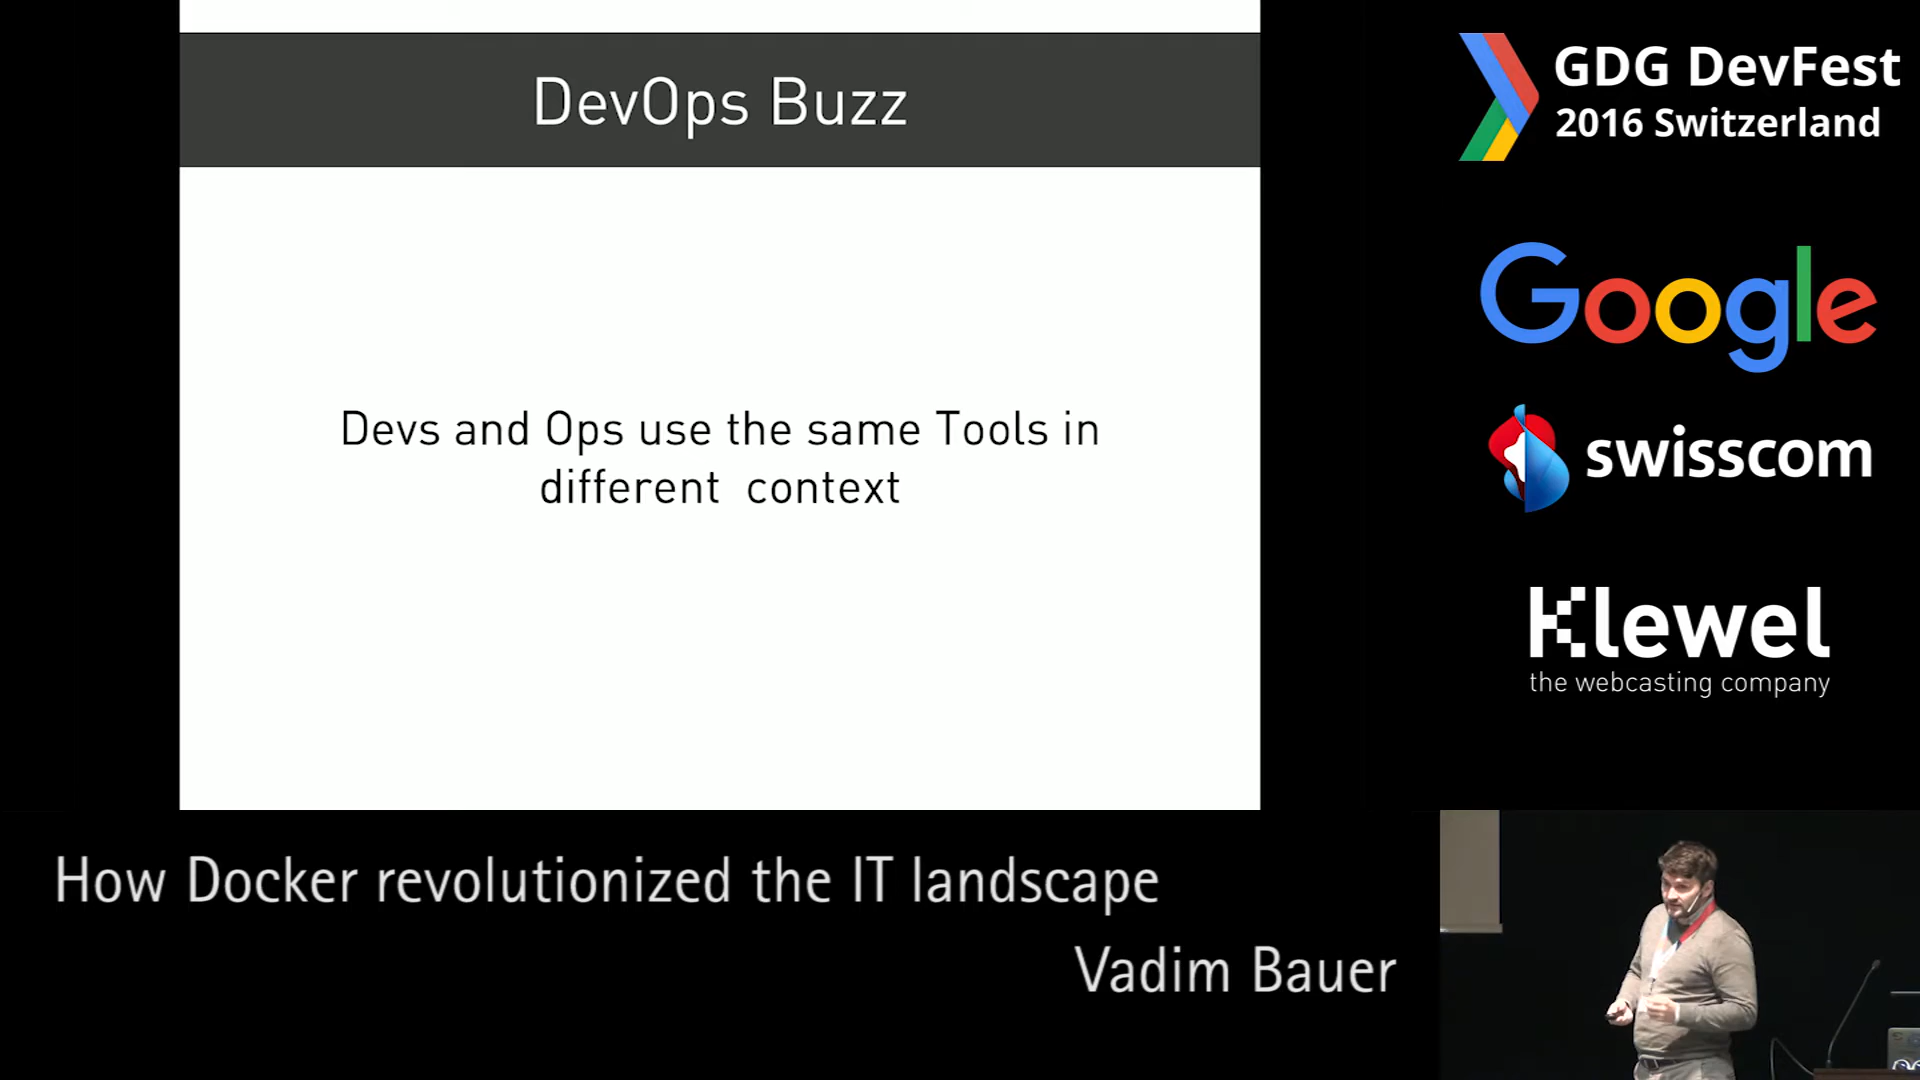 DevOps Buzz
Devs and Ops use the same Tools in
different context
GDG DevFest
2016 Switzerland
Google
swisscom
Klewel
the webcasting company
How Docker revolutionized the IT landscape
Vadim Bauer